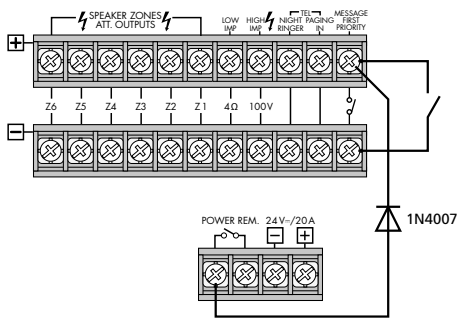 SPEAKER ZONES
ATT. OUTPUTS
LOW
IMP
HIGH
IMP
TEL
NIGHT
RINGER
PAGING
IN
MESSAGE
FIRST
PRIORITY
+
Z6 Z5 Z4 Z3 Z2 Z1 4Ω 100V
−
1N4007
POWER REM. 24V⎓/20A
− +